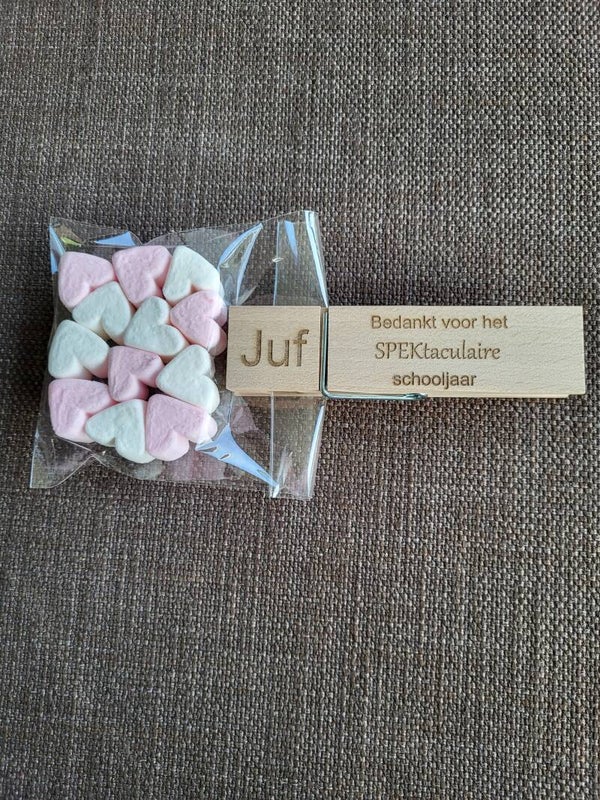 Juf
Bedankt voor het
SPEKtaculaire
schooljaar